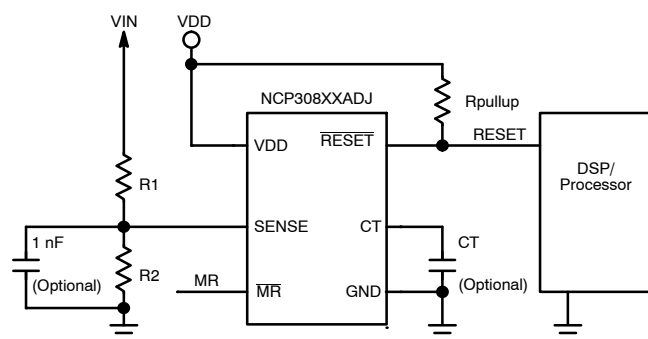 VIN
VDD
NCP308XXADJ
Rpullup
VDD
RESET
RESET
DSP/
Processor
R1
SENSE
CT
CT
1 nF
(Optional)
R2
MR
MR
GND
(Optional)